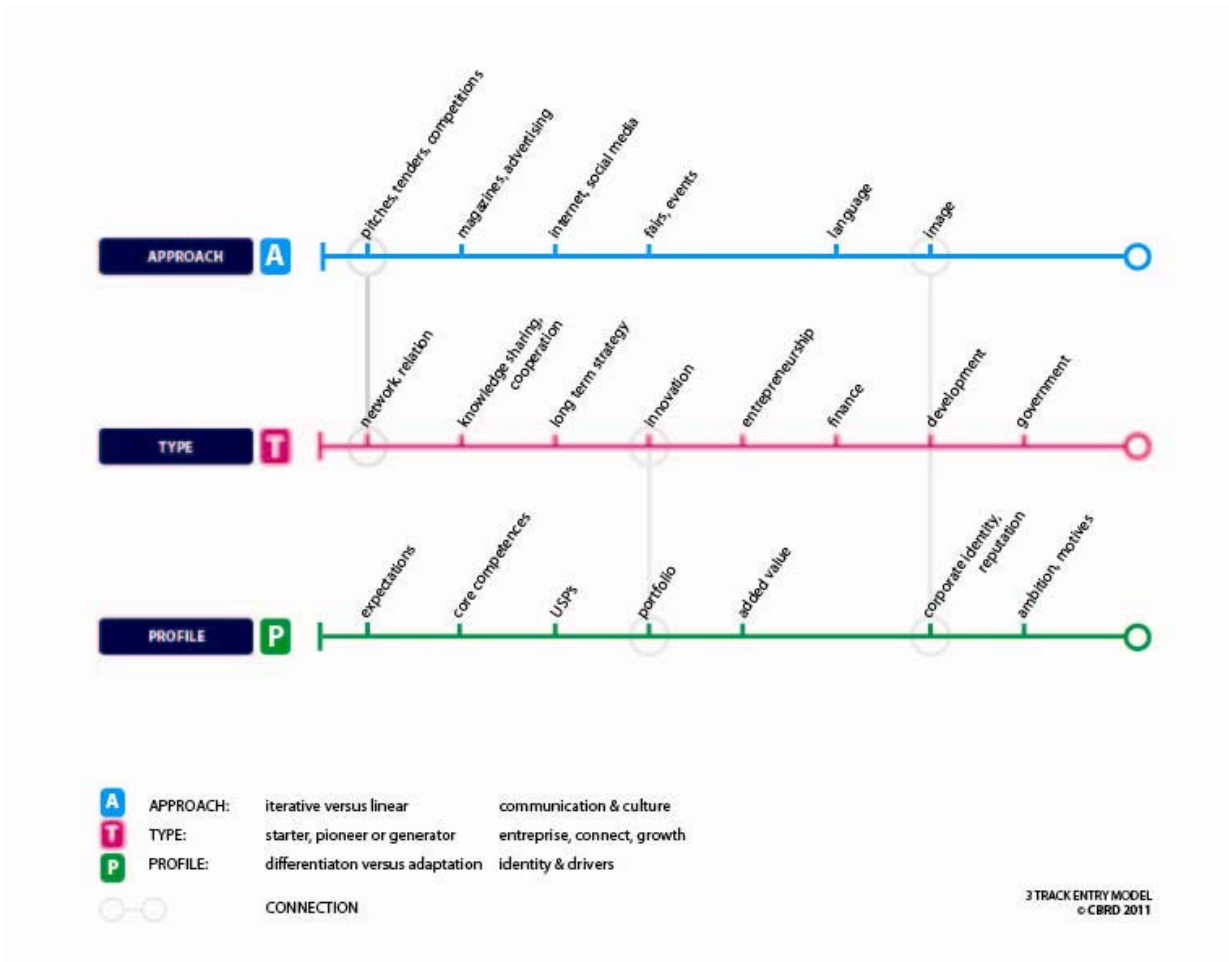 pitches, tenders, competitions
magazines, advertising
internet, social media
fairs, events
language
image
APPROACH
A
network, relation
knowledge sharing,
cooperation
long term strategy
innovation
entrepreneurship
finance
development
government
TYPE
T
expectations
core competences
USP's
portfolio
added value
corporate identity,
reputation
ambition, motives
PROFILE
P
A APPROACH: iterative versus linear communication & culture
T TYPE: starter, pioneer or generator entreprise, connect, growth
P PROFILE: differentiaton versus adaptation identity & drivers
CONNECTION
3 TRACK ENTRY MODEL
© CBRD 2011